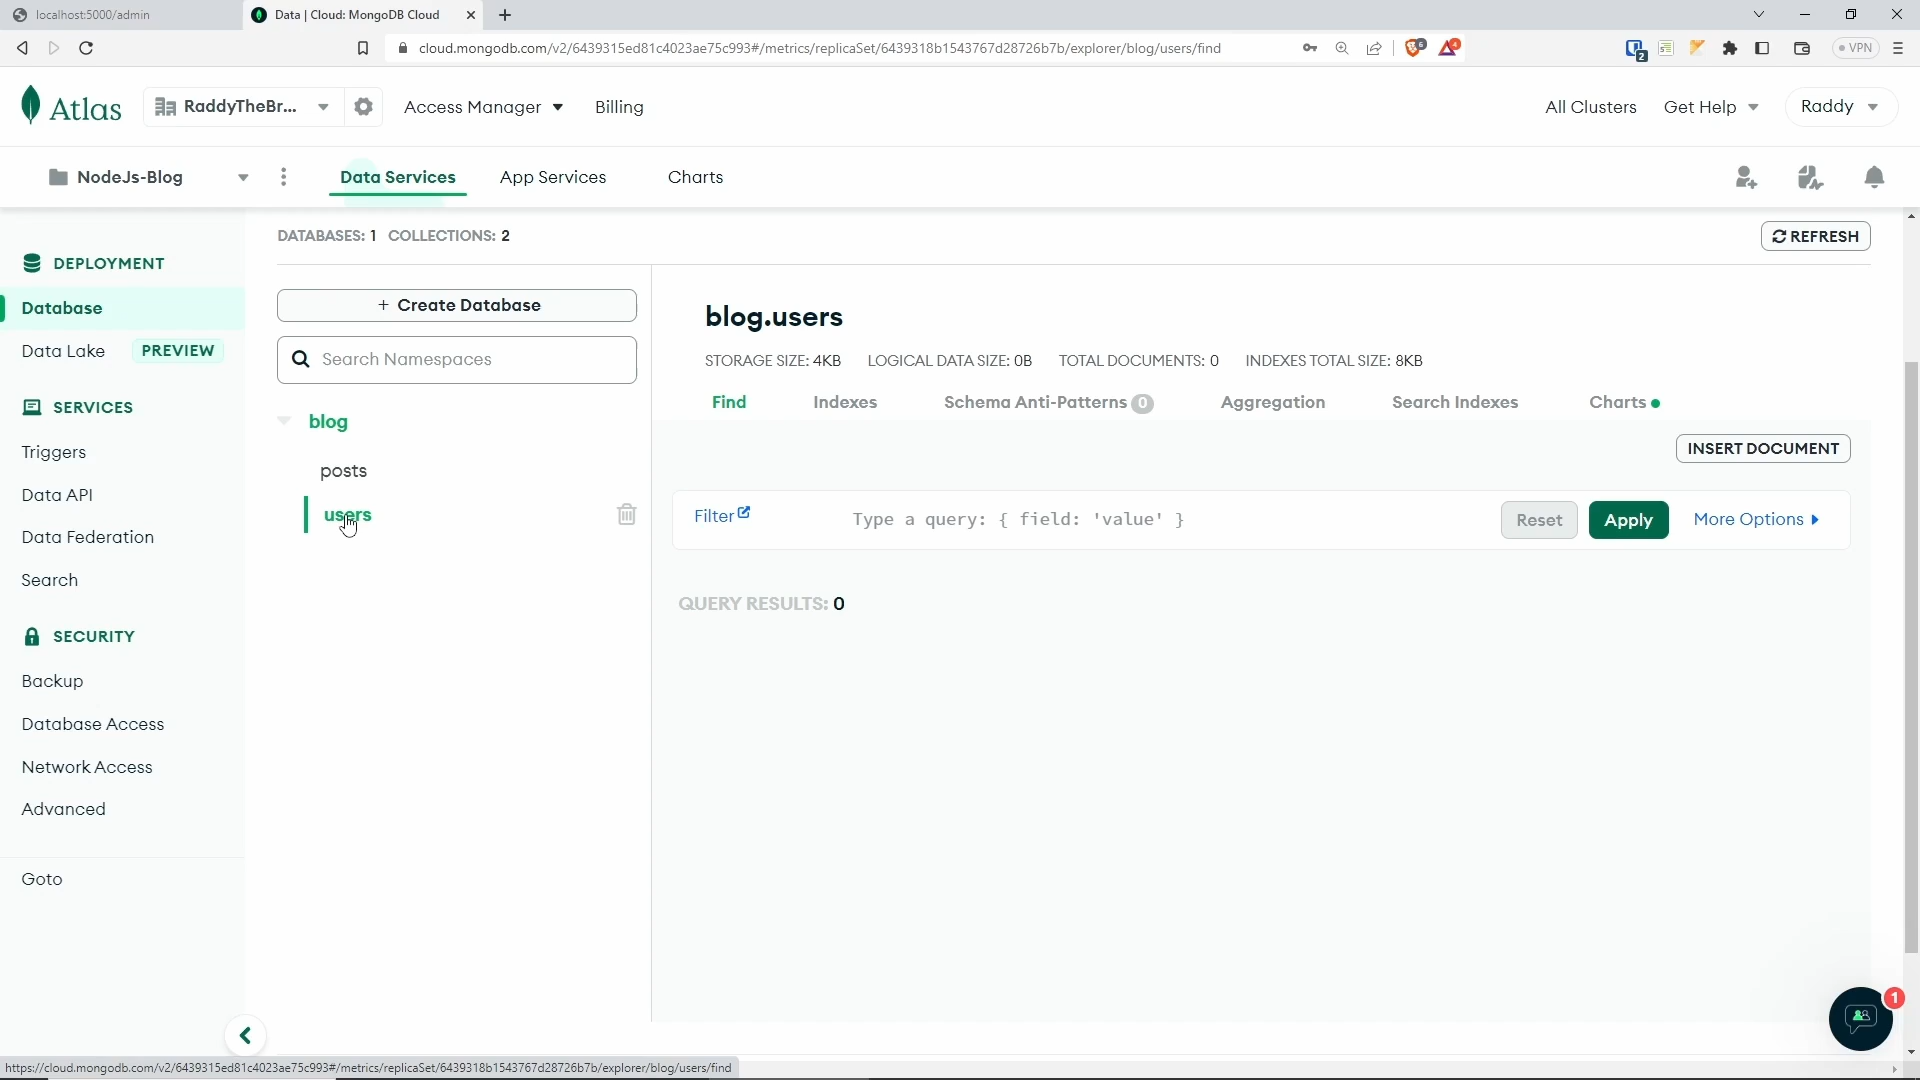 localhost:5000/admin
Data | Cloud: MongoDB Cloud
cloud.mongodb.com/v2/6439315ed81c4023ae75c993#/metrics/replicaSet/6439318b1543767d28726b7b/explorer/blog/users/find
6
4
2
VPN
Atlas
RaddyTheBr...
Access Manager
Billing
All Clusters
Get Help
Raddy
NodeJs-Blog
Data Services
App Services
Charts
DATABASES: 1 COLLECTIONS: 2
REFRESH
DEPLOYMENT
Database
Data Lake PREVIEW
SERVICES
Triggers
Data API
Data Federation
Search
SECURITY
Backup
Database Access
Network Access
Advanced
Goto
+ Create Database
Search Namespaces
blog
posts
users
blog.users
STORAGE SIZE: 4KB LOGICAL DATA SIZE: 0B TOTAL DOCUMENTS: 0 INDEXES TOTAL SIZE: 8KB
Find
Indexes
Schema Anti-Patterns 0
Aggregation
Search Indexes
Charts
INSERT DOCUMENT
Filter
Type a query: { field: 'value' }
Reset
Apply
More Options
QUERY RESULTS: 0
1
https://cloud.mongodb.com/v2/6439315ed81c4023ae75c993#/metrics/replicaSet/6439318b1543767d28726b7b/explorer/blog/users/find